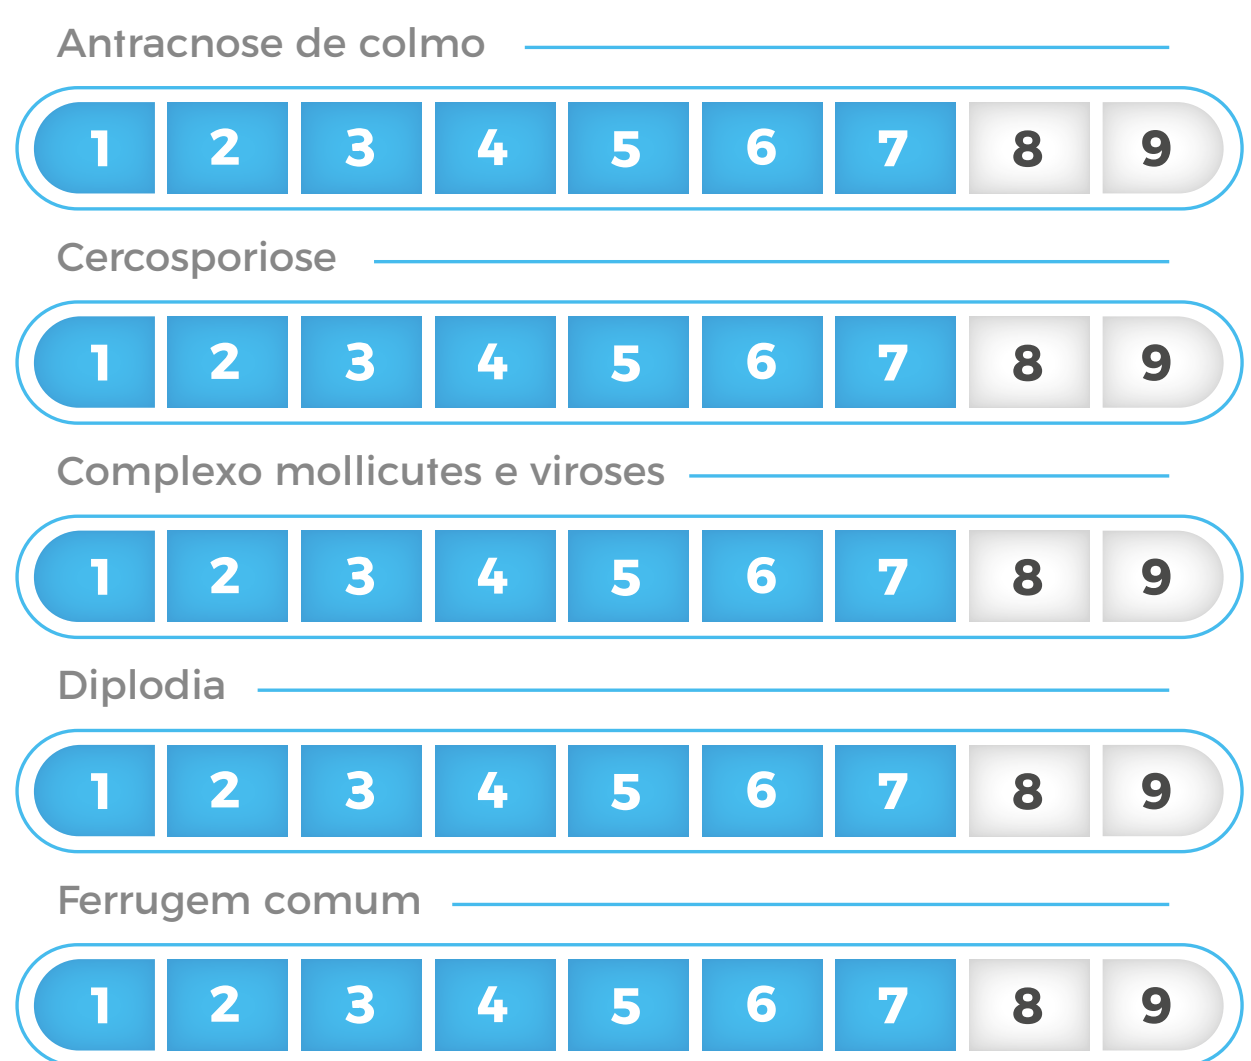 Antracnose de colmo
1 2 3 4 5 6 7 8 9
Cercosporiose
1 2 3 4 5 6 7 8 9
Complexo mollicutes e viroses
1 2 3 4 5 6 7 8 9
Diplodia
1 2 3 4 5 6 7 8 9
Ferrugem comum
1 2 3 4 5 6 7 8 9